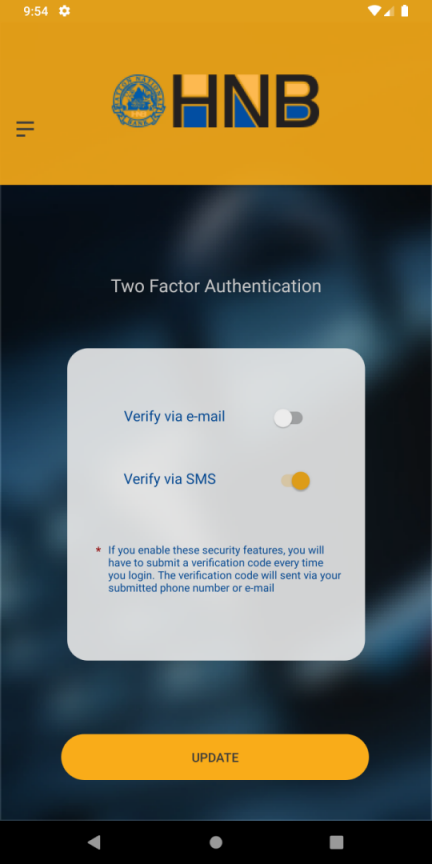 9:54
HNB
Two Factor Authentication
Verify via e-mail
Verify via SMS
* If you enable these security features, you will
have to submit a verification code every time
you login. The verification code will sent via your
submitted phone number or e-mail
UPDATE